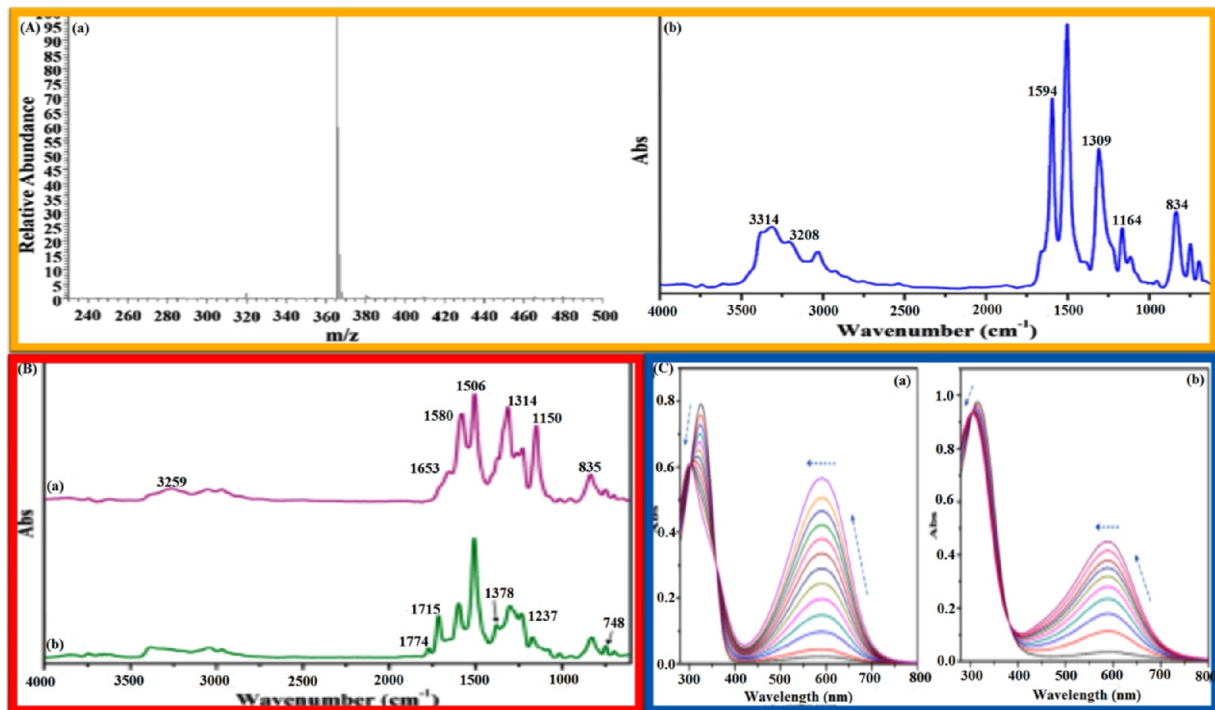 (A) (a)
100
95
90
85
80
75
70
65
60
55
50
45
40
35
30
25
20
15
10
5
0
Relative Abundance
240 260 280 300 320 340 360 380 400 420 440 460 480 500
m/z
(b)
Abs
3314
3208
1594
1309
1164
834
4000 3500 3000 2500 2000 1500 1000
Wavenumber (cm-1)
(B)
Abs
(a)
3259
1653
1580
1506
1314
1150
835
(b)
1774
1715
1378
1237
748
4000 3500 3000 2500 2000 1500 1000
Wavenumber (cm-1)
(C) (a)
0.8
0.6
0.4
0.2
0.0
Abs
300 400 500 600 700 800
Wavelength (nm)
(b)
1.0
0.8
0.6
0.4
0.2
0.0
Abs
300 400 500 600 700 800
Wavelength (nm)